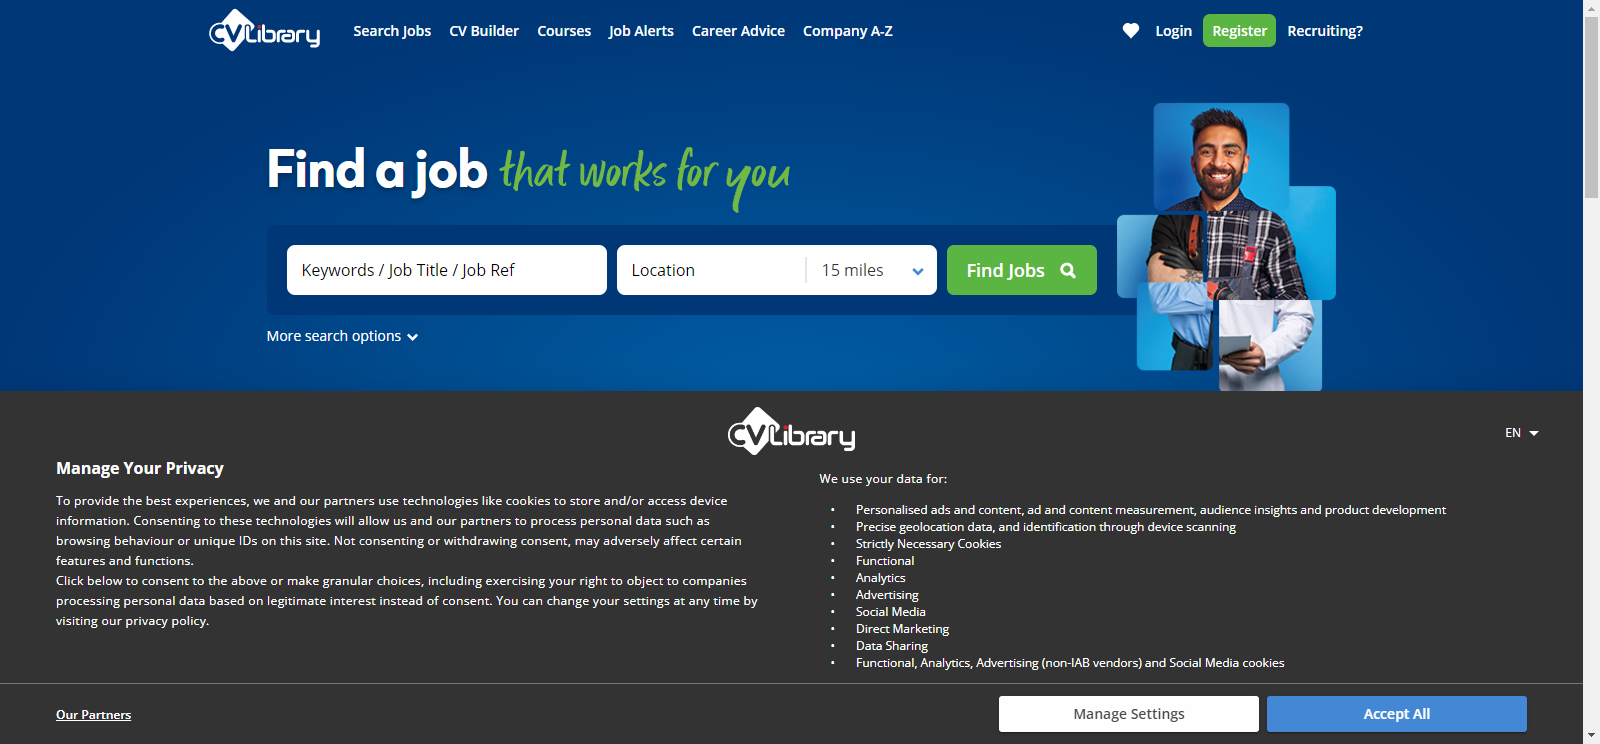 CVLibrary
Search Jobs CV Builder Courses Job Alerts Career Advice Company A-Z Login Register Recruiting?
Find a job that works for you
Keywords / Job Title / Job Ref Location 15 miles Find Jobs
More search options
CVLibrary
EN
Manage Your Privacy
To provide the best experiences, we and our partners use technologies like cookies to store and/or access device
information. Consenting to these technologies will allow us and our partners to process personal data such as
browsing behaviour or unique IDs on this site. Not consenting or withdrawing consent, may adversely affect certain
features and functions.
Click below to consent to the above or make granular choices, including exercising your right to object to companies
processing personal data based on legitimate interest instead of consent. You can change your settings at any time by
visiting our privacy policy.
We use your data for:
• Personalised ads and content, ad and content measurement, audience insights and product development
• Precise geolocation data, and identification through device scanning
• Strictly Necessary Cookies
• Functional
• Analytics
• Advertising
• Social Media
• Direct Marketing
• Data Sharing
• Functional, Analytics, Advertising (non-IAB vendors) and Social Media cookies
Our Partners
Manage Settings
Accept All